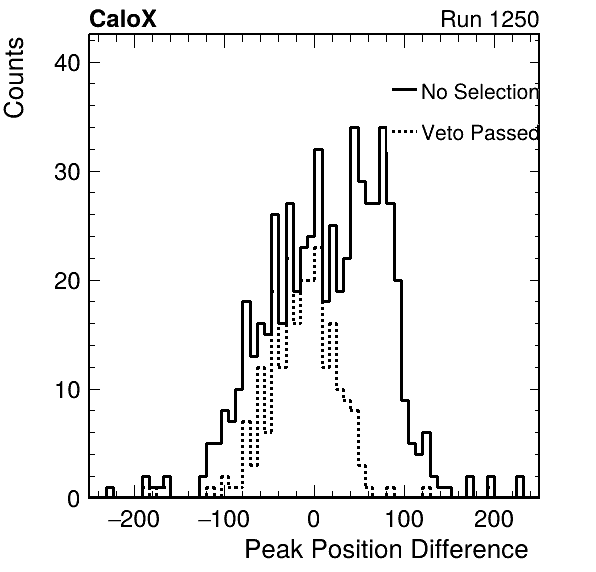 CaloX Run 1250
Counts
40
30
20
10
0
No Selection
Veto Passed
−200 −100 0 100 200
Peak Position Difference